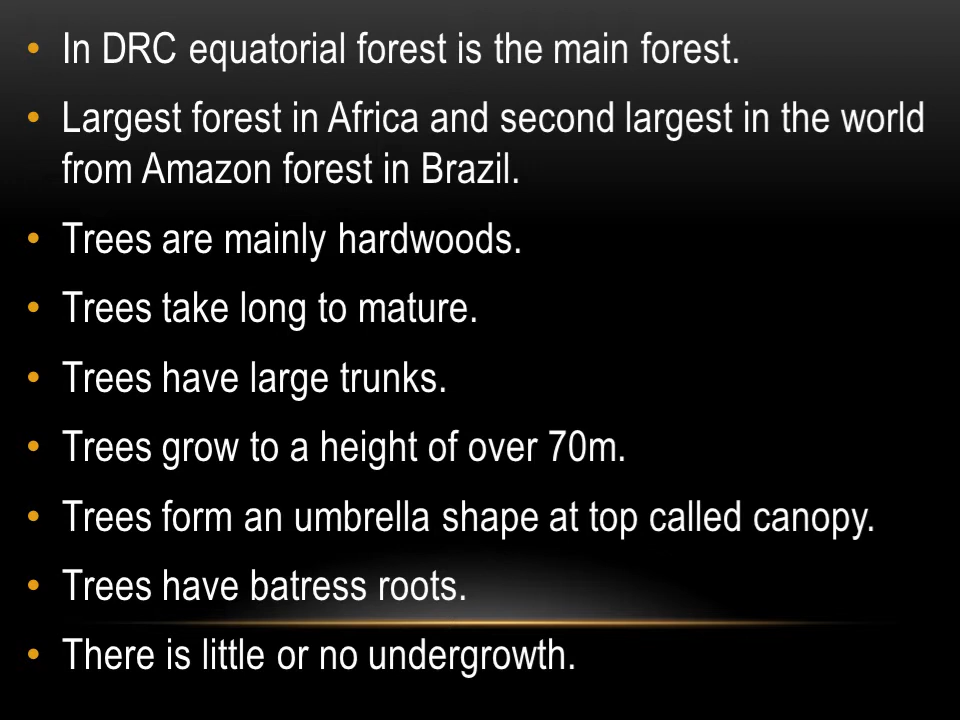 • In DRC equatorial forest is the main forest.
• Largest forest in Africa and second largest in the world
from Amazon forest in Brazil.
• Trees are mainly hardwoods.
• Trees take long to mature.
• Trees have large trunks.
• Trees grow to a height of over 70m.
• Trees form an umbrella shape at top called canopy.
• Trees have batress roots.
• There is little or no undergrowth.